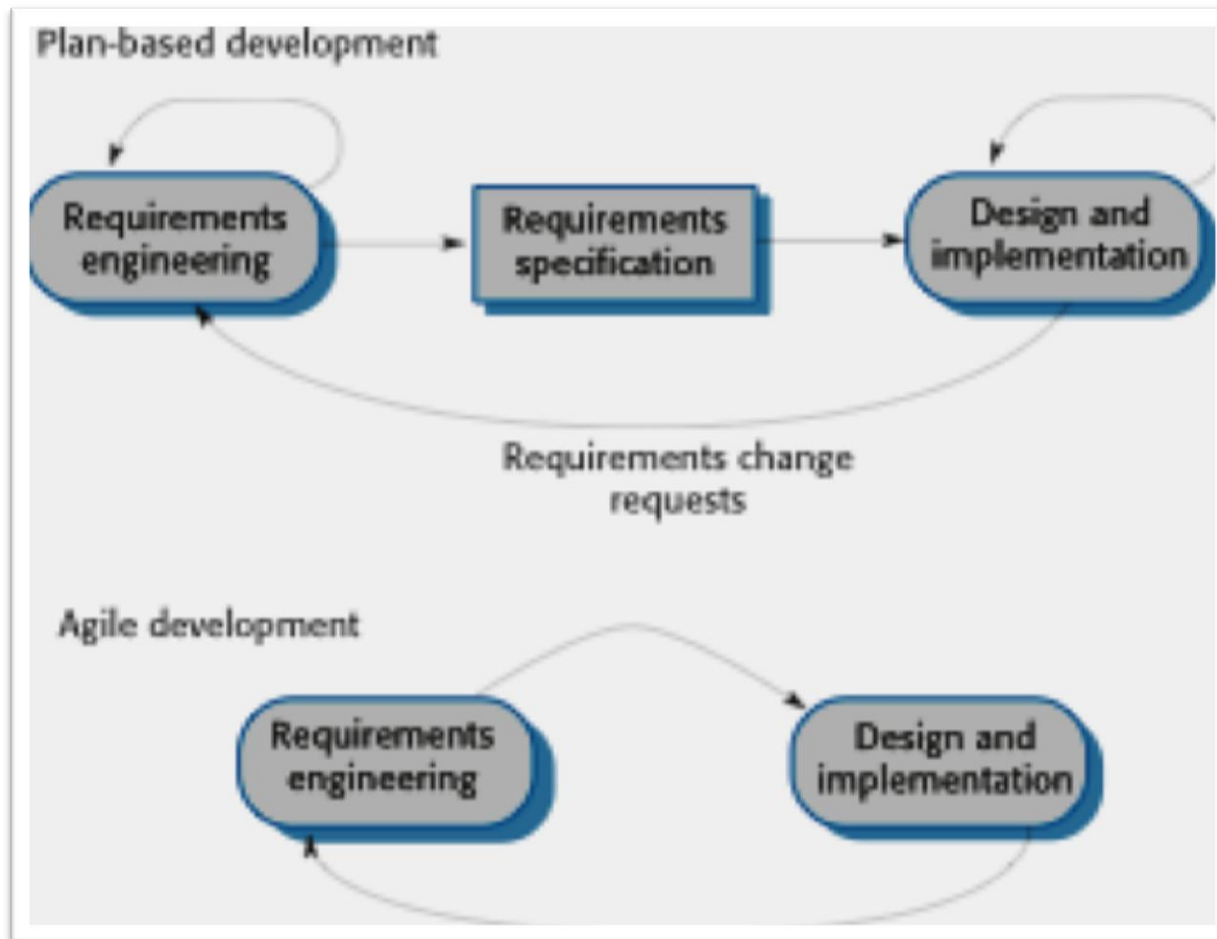 Plan-based development
Requirements
engineering
Requirements
specification
Design and
implementation
Requirements change
requests
Agile development
Requirements
engineering
Design and
implementation